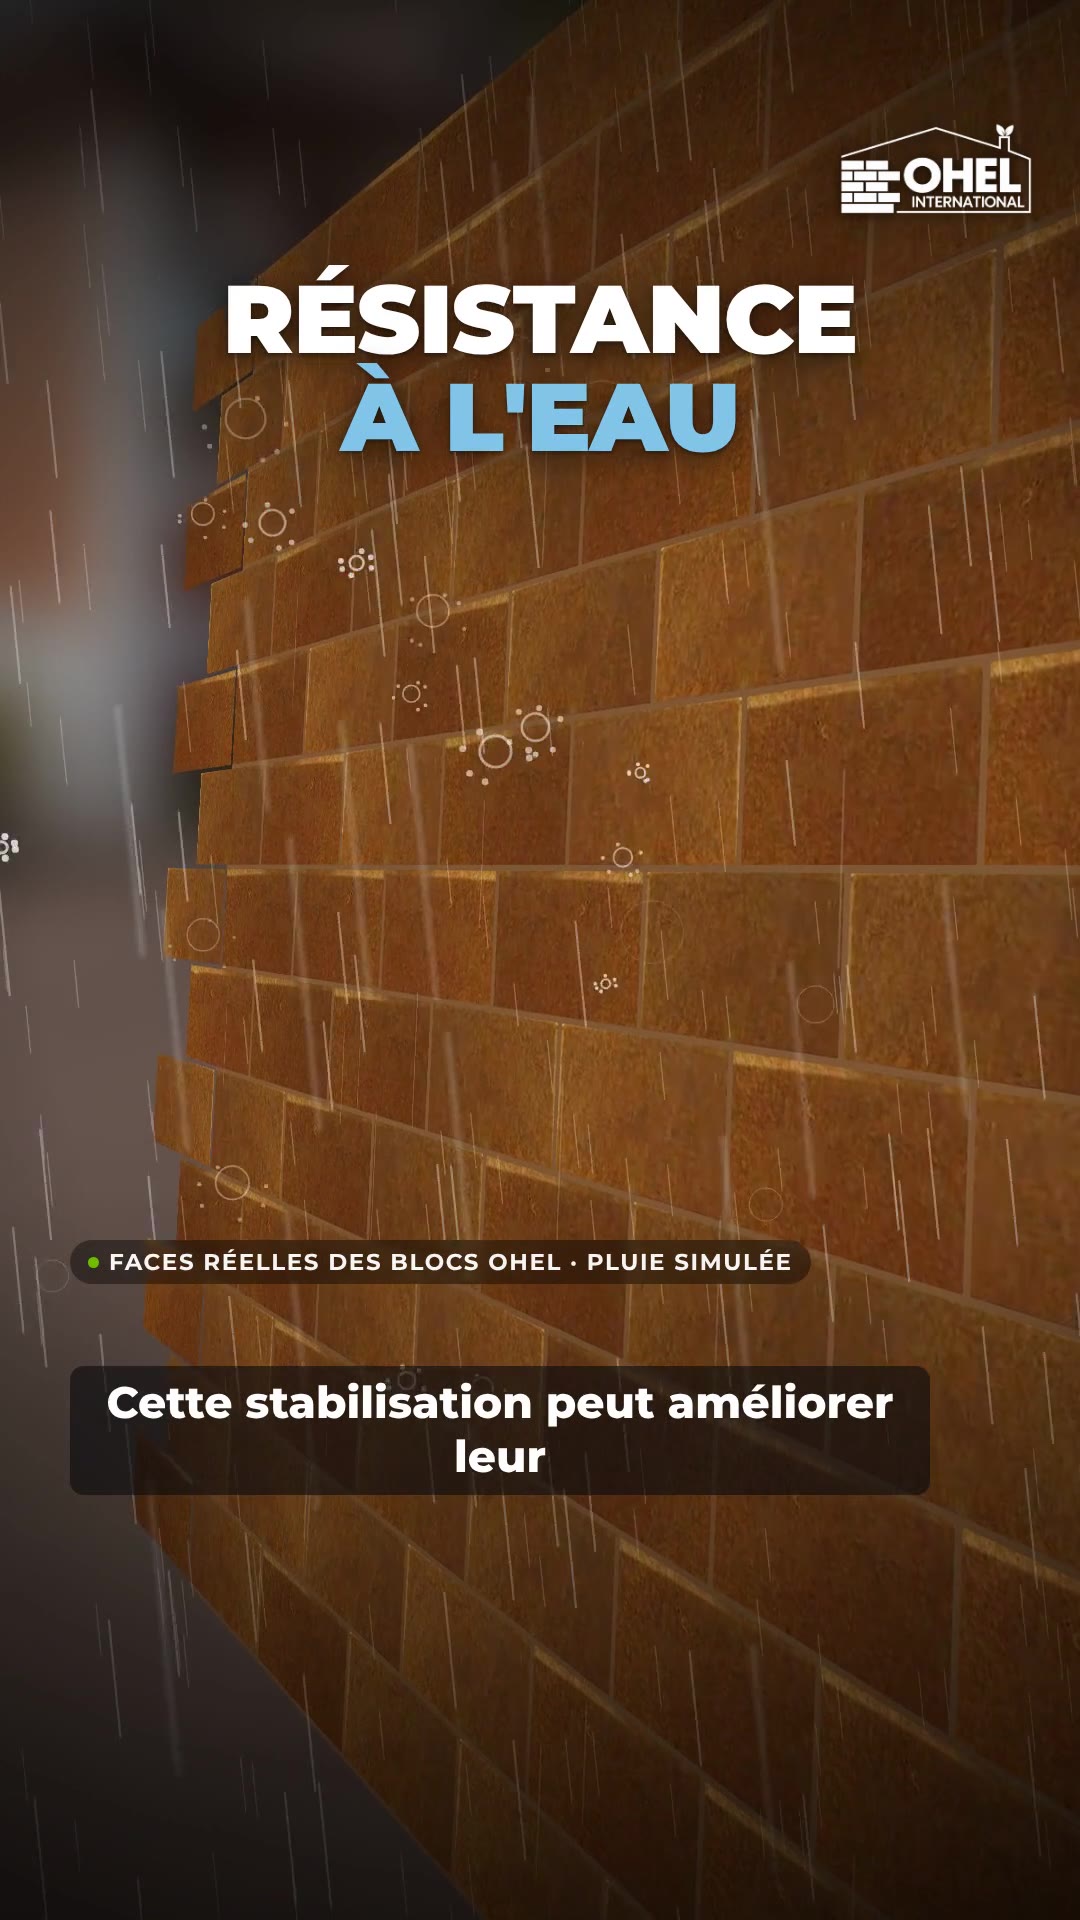 OHEL
INTERNATIONAL
RÉSISTANCE
À L'EAU
FACES RÉELLES DES BLOCS OHEL · PLUIE SIMULÉE
Cette stabilisation peut améliorer
leur